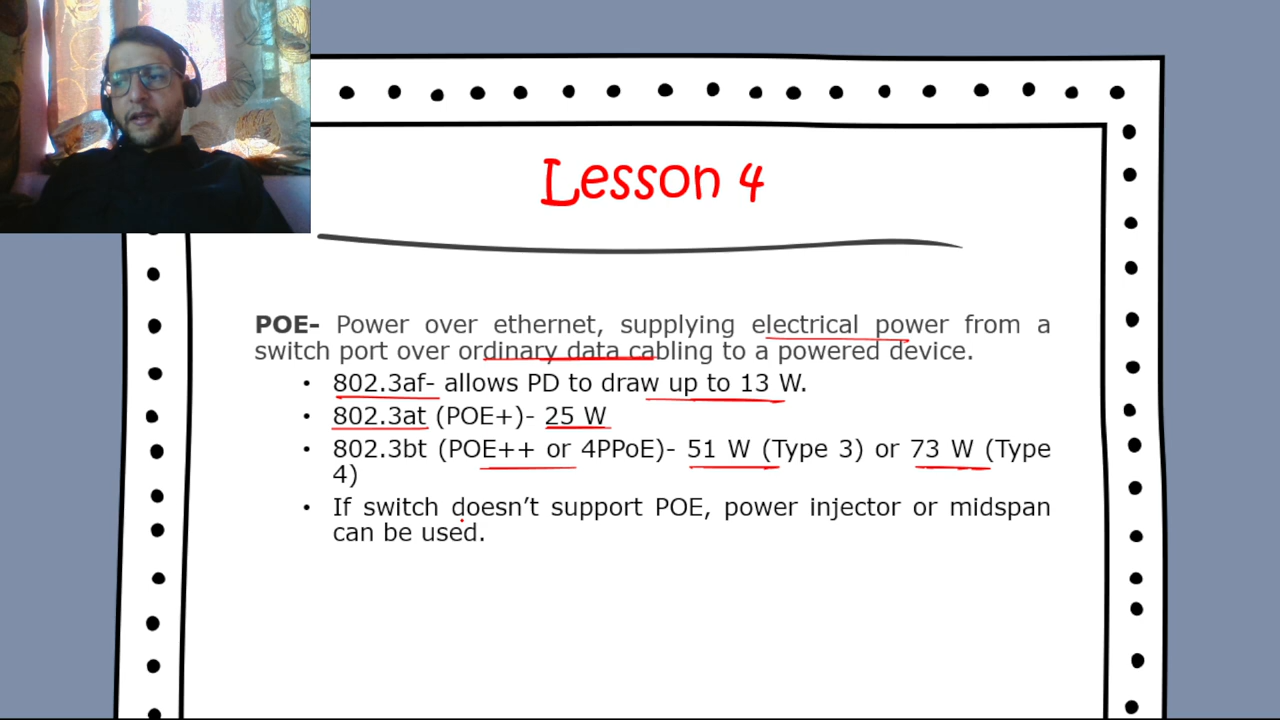 Lesson 4
POE- Power over ethernet, supplying electrical power from a
switch port over ordinary data cabling to a powered device.
• 802.3af- allows PD to draw up to 13 W.
• 802.3at (POE+)- 25 W
• 802.3bt (POE++ or 4PPoE)- 51 W (Type 3) or 73 W (Type
4)
• If switch doesn’t support POE, power injector or midspan
can be used.